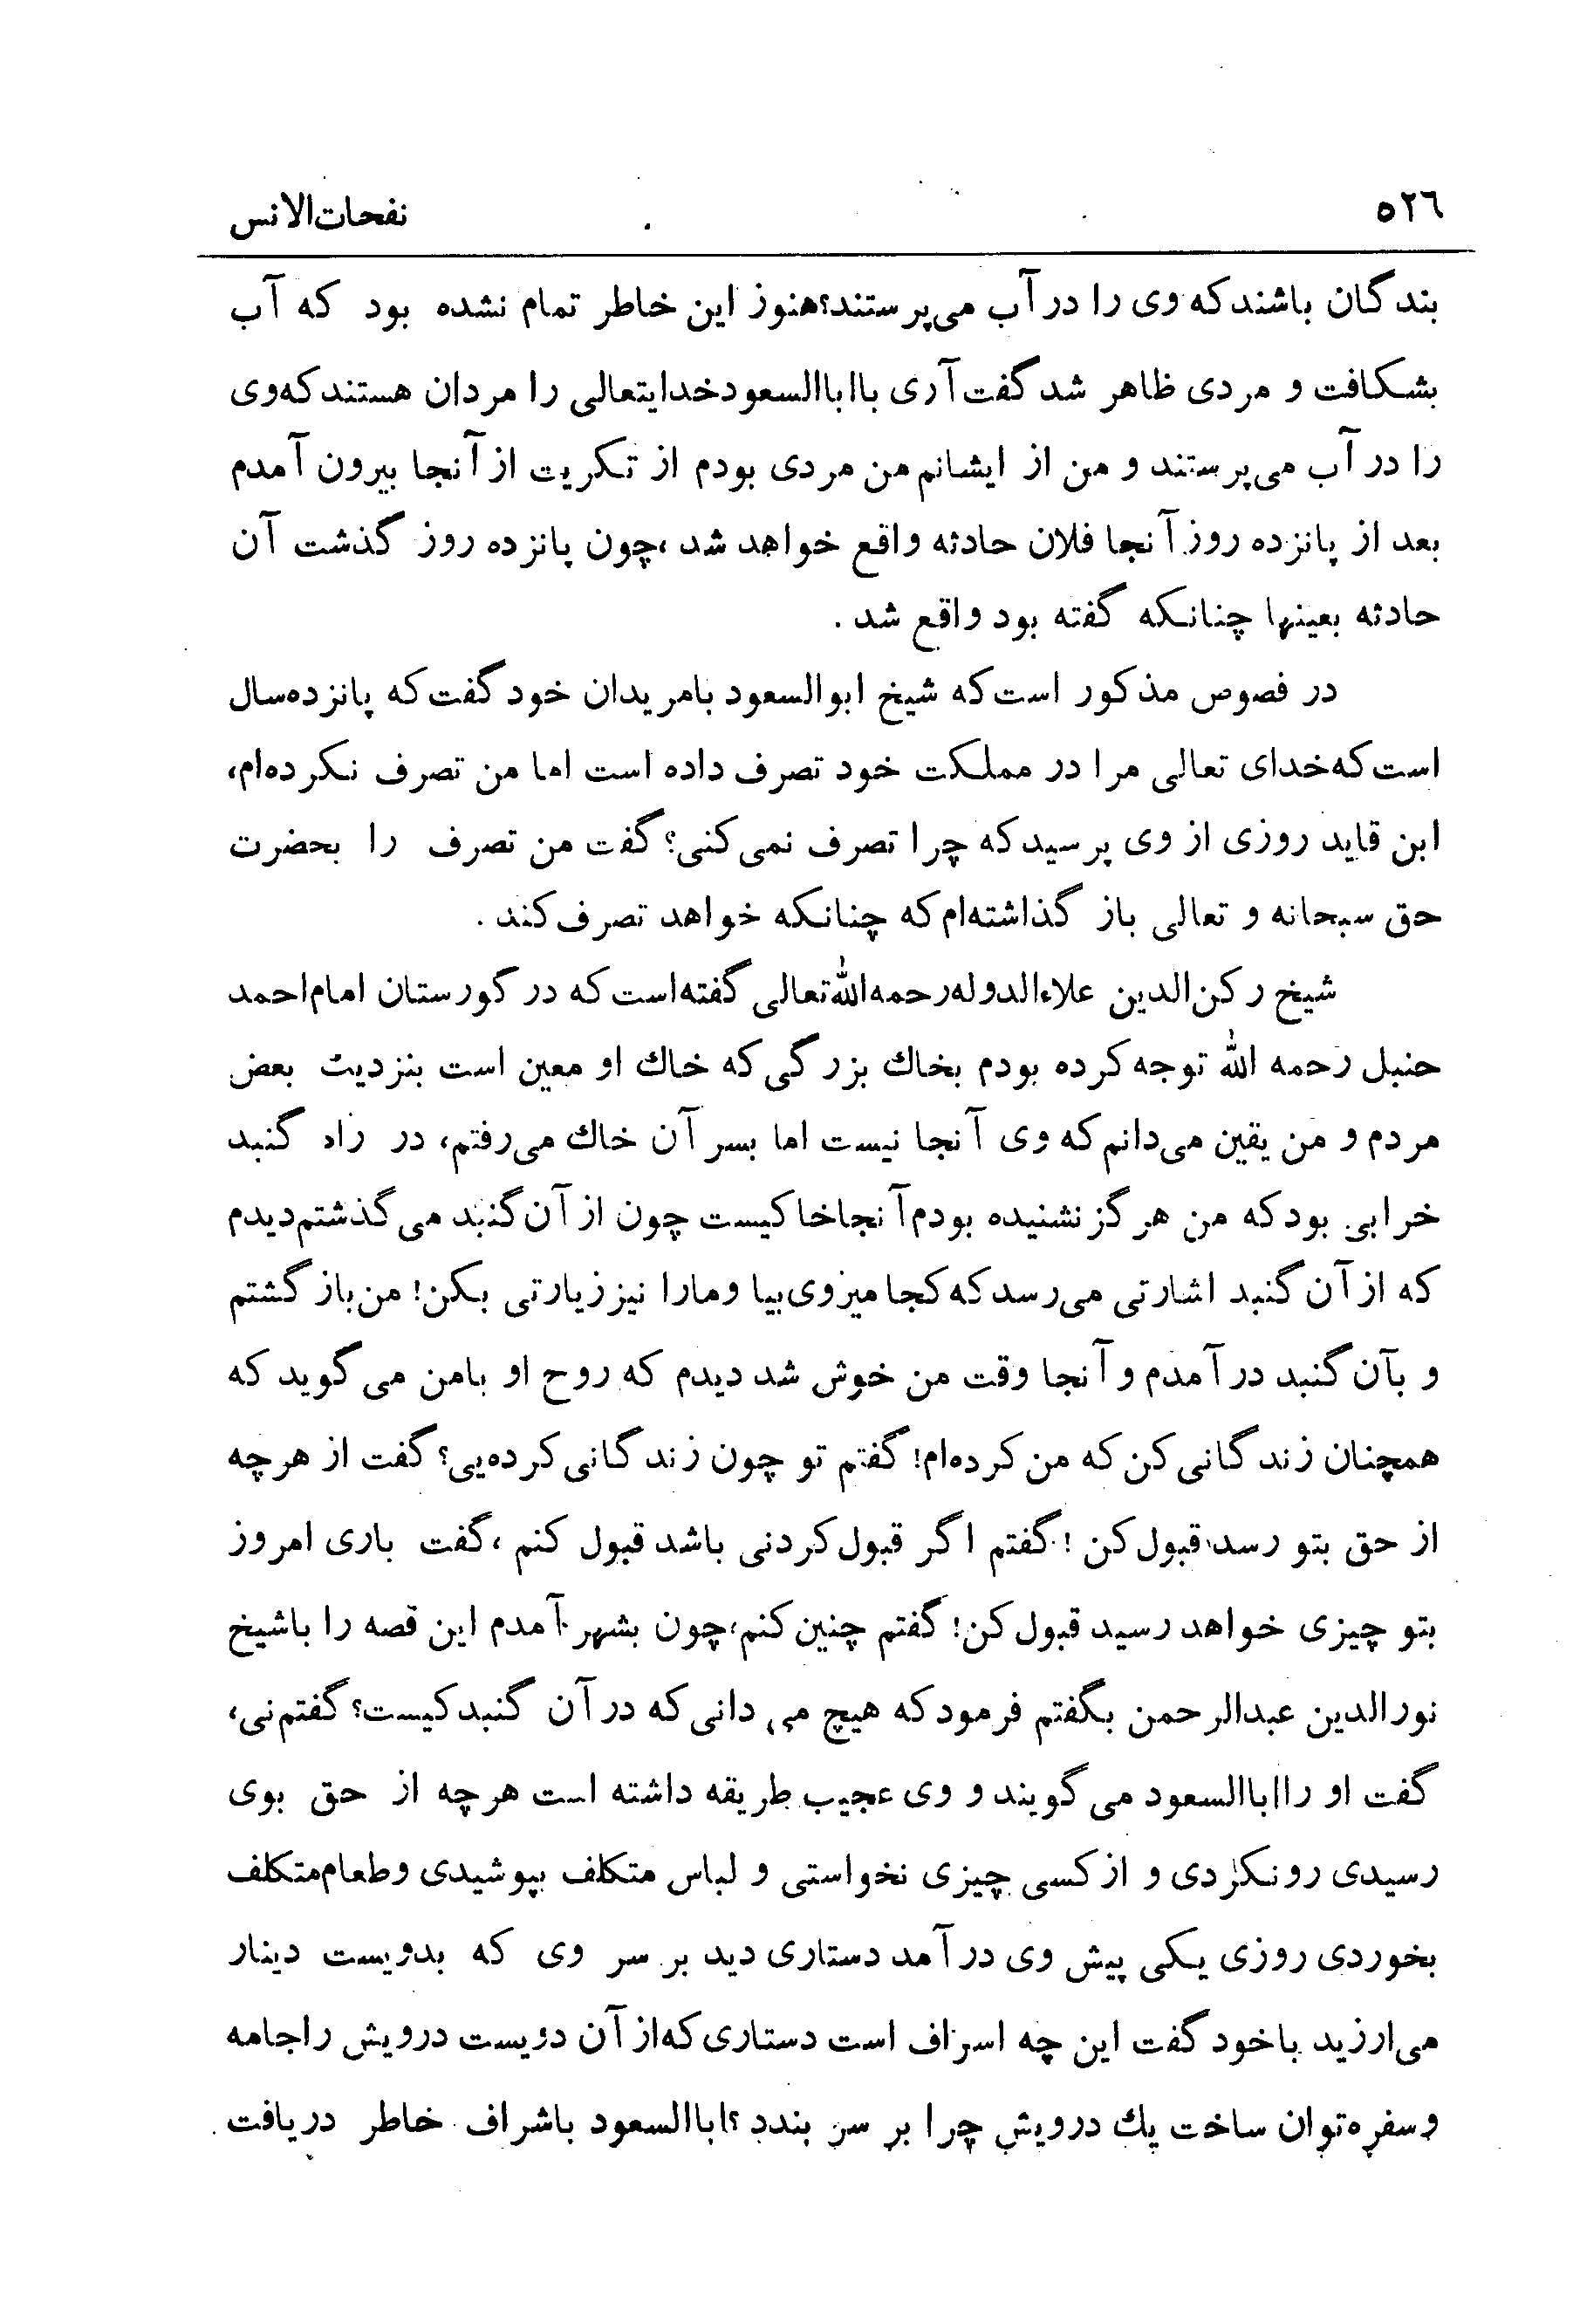 ٥٢٦
نفحات‌الانس
بندگان باشند که وی را در آب می‌پرستند؟ هنوز این خاطر تمام نشده بود که آب
بشکافت و مردی ظاهر شد گفت آری با اباالسعود خدایتعالی را مردان هستند که وی
را در آب می‌پرستند و من از ایشانم من مردی بودم از تکریت از آنجا بیرون آمدم
بعد از پانزده روز آنجا فلان حادثه واقع خواهد شد، چون پانزده روز گذشت آن
حادثه بعینها چنانکه گفته بود واقع شد .
در فصوص مذکور است که شیخ ابوالسعود بامریدان خود گفت که پانزده‌سال
است که خدای تعالی مرا در مملکت خود تصرف داده است اما من تصرف نکرده‌ام،
ابن قاید روزی از وی پرسید که چرا تصرف نمی‌کنی؟ گفت من تصرف را بحضرت
حق سبحانه و تعالی باز گذاشته‌ام که چنانکه خواهد تصرف کند .
شیخ رکن‌الدین علاءالدوله رحمه‌الله‌تعالی گفته‌است که در گورستان امام‌احمد
حنبل رحمه الله توجه کرده بودم بخاك بزرگی که خاك او معین است بنزدیك بعض
مردم و من یقین می‌دانم که وی آنجا نیست اما بسر آن خاك می‌رفتم، در راه گنبد
خرابی بود که من هرگز نشنیده بودم آنجا خاکیست چون از آن گنبد می‌گذشتم دیدم
که از آن گنبد اشارتی می‌رسد که کجا میروی بیا ومارا نیز زیارتی بکن! من باز گشتم
و بآن گنبد درآمدم و آنجا وقت من خوش شد دیدم که روح او بامن می گوید که
همچنان زندگانی کن که من کرده‌ام! گفتم تو چون زندگانی کرده‌یی؟ گفت از هرچه
از حق بتو رسد قبول کن ! گفتم اگر قبول کردنی باشد قبول کنم ، گفت باری امروز
بتو چیزی خواهد رسید قبول کن! گفتم چنین کنم، چون بشهر آمدم این قصه را باشیخ
نورالدین عبدالرحمن بگفتم فرمود که هیچ می دانی که در آن گنبد کیست؟ گفتم نی،
گفت او را اباالسعود می گویند و وی عجیب طریقه داشته است هرچه از حق بوی
رسیدی رو نکردی و از کسی چیزی نخواستی و لباس متکلف بپوشیدی وطعام متکلف
بخوردی روزی یکی پیش وی درآمد دستاری دید بر سر وی که بدویست دینار
می‌ارزید باخود گفت این چه اسراف است دستاری که از آن دویست درویش را جامه
وسفره توان ساخت یك درویش چرا بر سر بندد ؟ اباالسعود باشراف خاطر دریافت